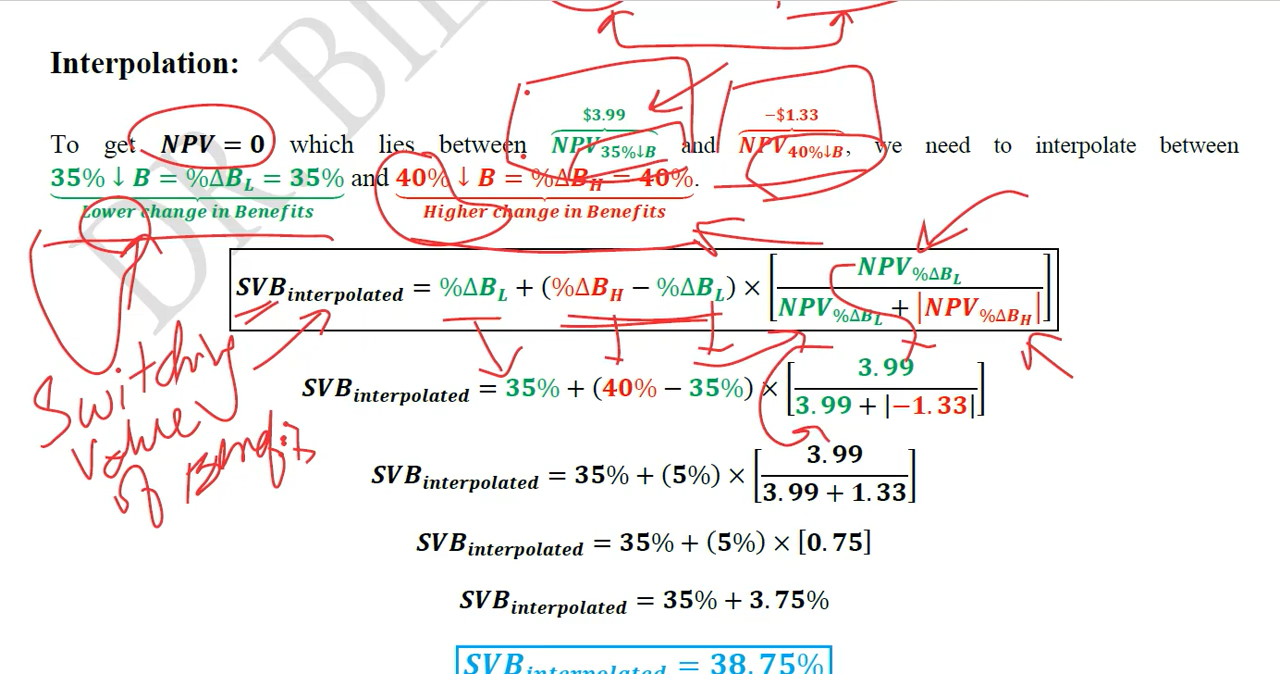 Interpolation:
$3.99 −$1.33
To get NPV = 0 which lies between NPV35%↓B and NPV40%↓B, we need to interpolate between
35% ↓ B = %ΔBL = 35% and 40% ↓ B = %ΔBH = 40%.
Lower change in Benefits Higher change in Benefits
SVBinterpolated = %ΔBL + (%ΔBH − %ΔBL) × [NPV%ΔBL / NPV%ΔBL + |NPV%ΔBH|]
SVBinterpolated = 35% + (40% − 35%) × [3.99 / 3.99 + |−1.33|]
SVBinterpolated = 35% + (5%) × [3.99 / 3.99 + 1.33]
SVBinterpolated = 35% + (5%) × [0.75]
SVBinterpolated = 35% + 3.75%
SVBinterpolated = 38.75%
Switching
Value
of Benefits
DR